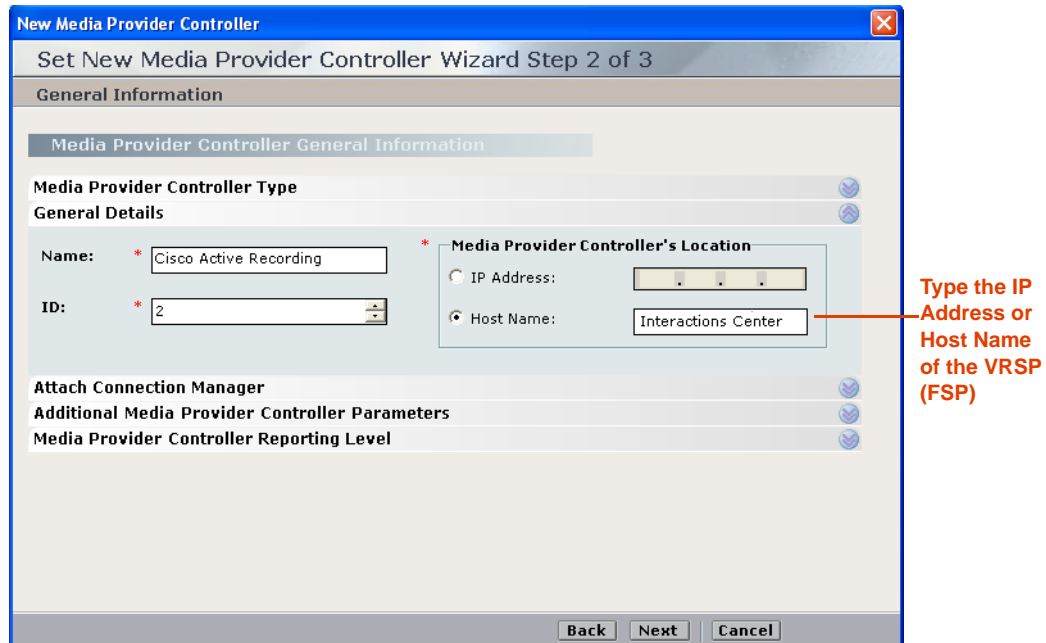 New Media Provider Controller
Set New Media Provider Controller Wizard Step 2 of 3
General Information
Media Provider Controller General Information
Media Provider Controller Type
General Details
Name: * Cisco Active Recording
ID: * 2
* Media Provider Controller's Location
IP Address: . . .
Host Name: Interactions Center
Type the IP
Address or
Host Name
of the VRSP
(FSP)
Attach Connection Manager
Additional Media Provider Controller Parameters
Media Provider Controller Reporting Level
Back Next Cancel